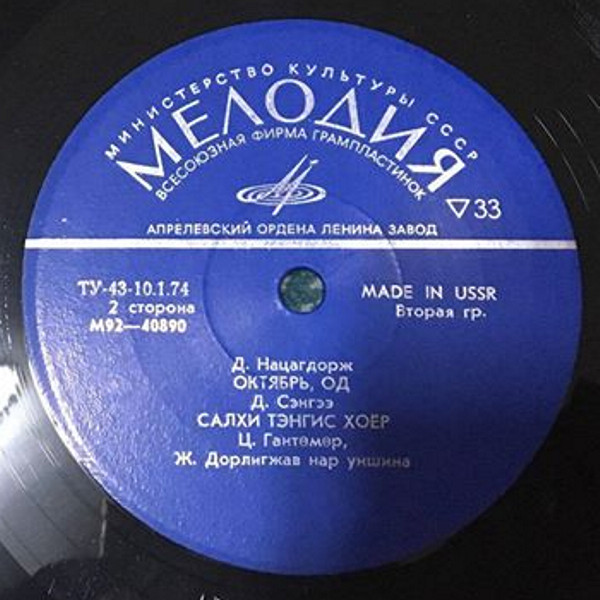 МИНИСТЕРСТВО КУЛЬТУРЫ СССР
МЕЛОДИЯ
ВСЕСОЮЗНАЯ ФИРМА ГРАМПЛАСТИНОК
▽33
АПРЕЛЕВСКИЙ ОРДЕНА ЛЕНИНА ЗАВОД
ТУ-43-10.1.74
2 сторона
М92—40890
MADE IN USSR
Вторая гр.
Д. Нацагдорж
ОКТЯБРЬ, ОД
Д. Сэнгээ
САЛХИ ТЭНГИС ХОЁР
Ц. Гантөмөр,
Ж. Дорлигжав нар уншина